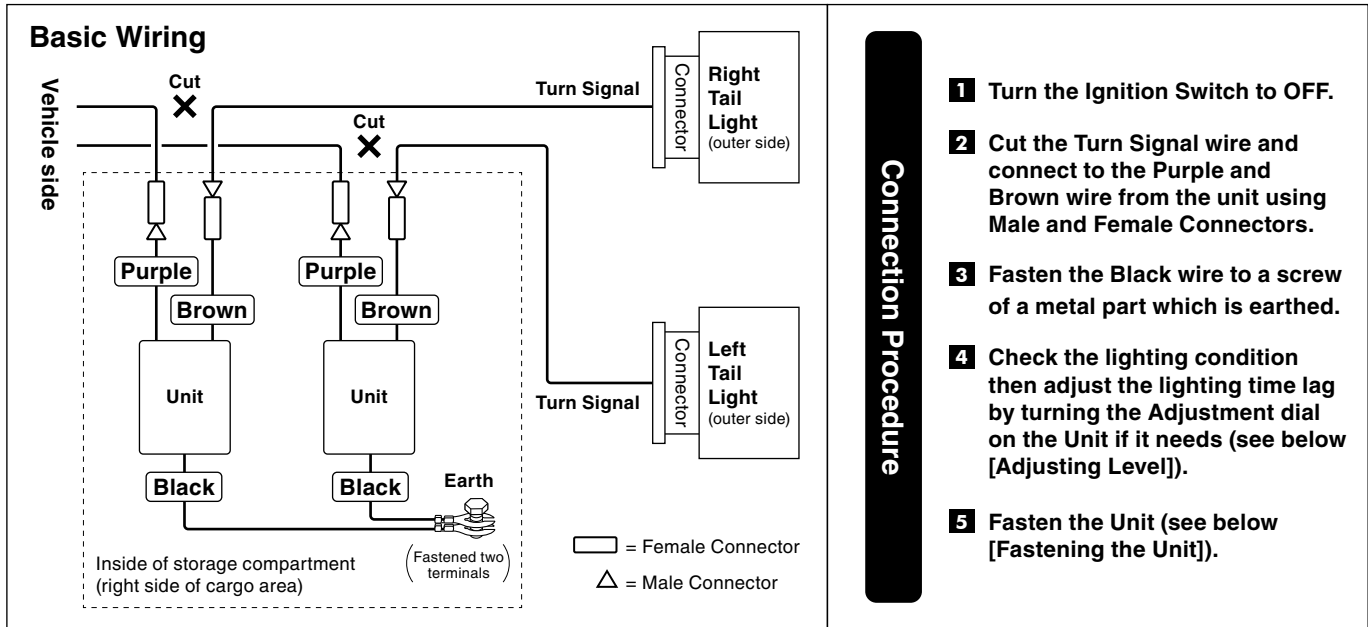 Basic Wiring
Vehicle side
Cut
Cut
Turn Signal
Connector
Right
Tail
Light
(outer side)
Purple
Brown
Purple
Brown
Unit
Unit
Turn Signal
Connector
Left
Tail
Light
(outer side)
Black
Black
Earth
(Fastened two
terminals)
Inside of storage compartment
(right side of cargo area)
= Female Connector
= Male Connector
Connection Procedure
1 Turn the Ignition Switch to OFF.
2 Cut the Turn Signal wire and
connect to the Purple and
Brown wire from the unit using
Male and Female Connectors.
3 Fasten the Black wire to a screw
of a metal part which is earthed.
4 Check the lighting condition
then adjust the lighting time lag
by turning the Adjustment dial
on the Unit if it needs (see below
[Adjusting Level]).
5 Fasten the Unit (see below
[Fastening the Unit]).